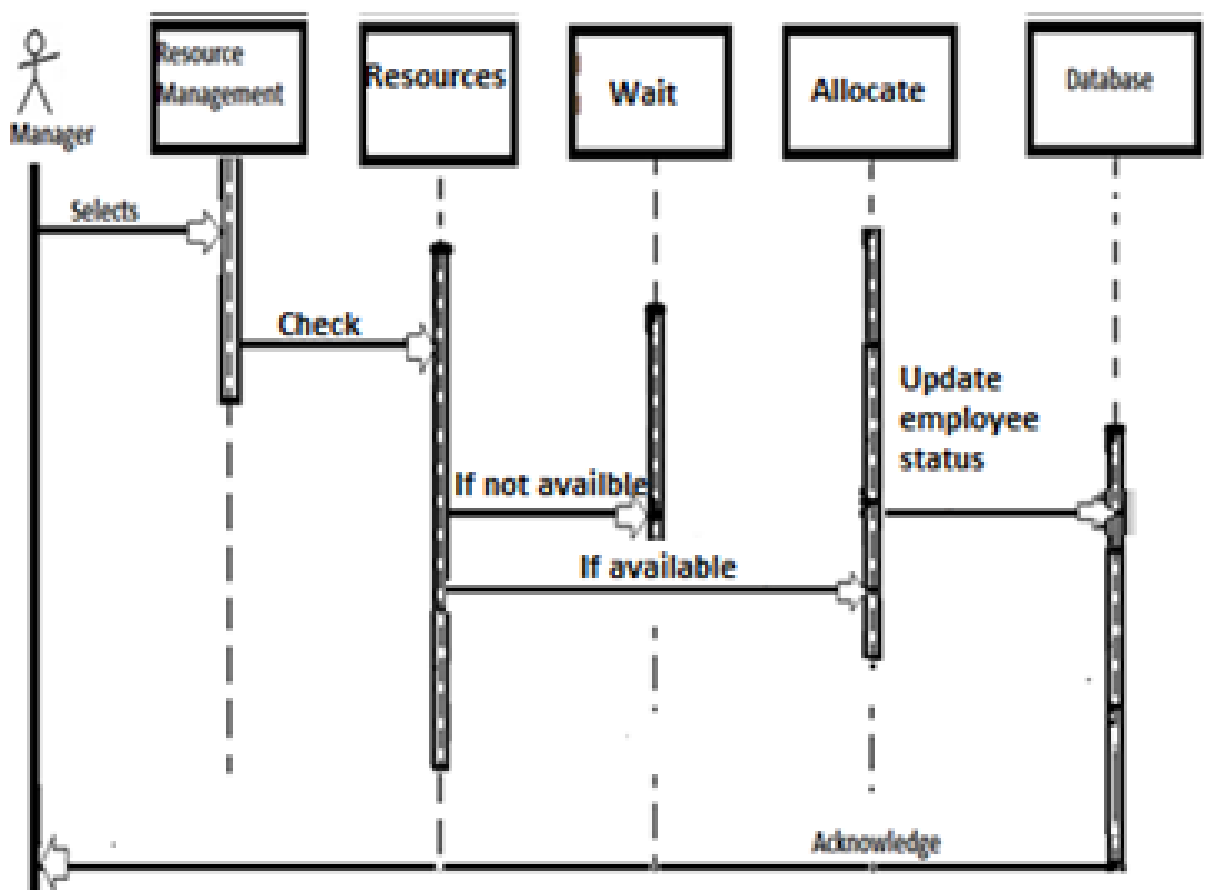 Manager
Resource
Management
Resources
Wait
Allocate
Database
Selects
Check
Update
employee
status
If not availble
If available
Acknowledge